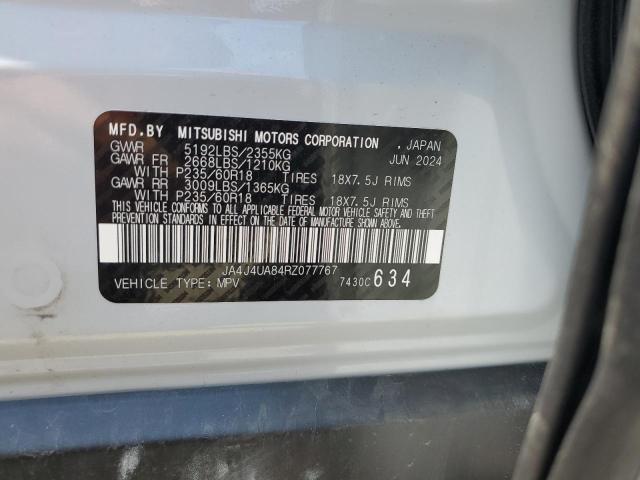 MFD.BY MITSUBISHI MOTORS CORPORATION , JAPAN
GVWR 5192LBS/2355KG JUN 2024
GAWR FR 2668LBS/1210KG
WITH P235/60R18 TIRES 18X7.5J RIMS
GAWR RR 3009LBS/1365KG
WITH P235/60R18 TIRES 18X7.5J RIMS
THIS VEHICLE CONFORMS TO ALL APPLICABLE FEDERAL MOTOR VEHICLE SAFETY AND THEFT
PREVENTION STANDARDS IN EFFECT ON THE DATE OF MANUFACTURE SHOWN ABOVE.
JA4J4UA84RZ077767
VEHICLE TYPE: MPV 7430C 634